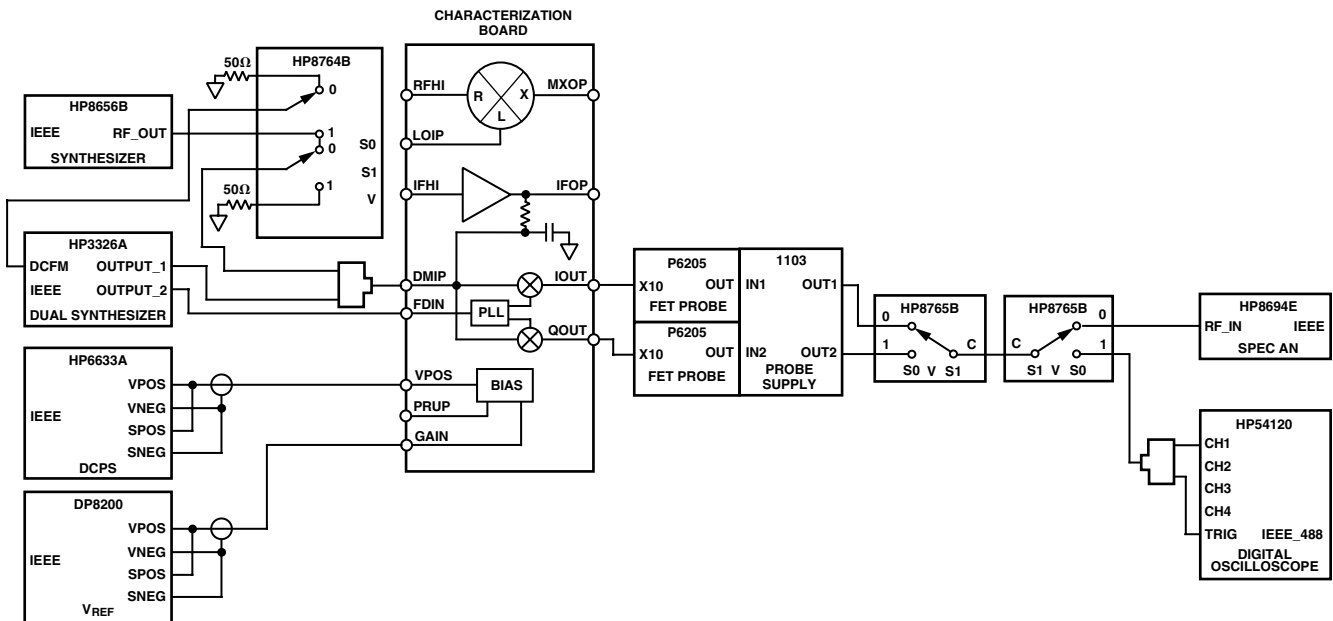 CHARACTERIZATION
BOARD
HP8656B
IEEE RF_OUT
SYNTHESIZER
50Ω
HP8764B
0
1
0
S0
S1
50Ω
1
V
HP3326A
DCFM OUTPUT_1
IEEE OUTPUT_2
DUAL SYNTHESIZER
HP6633A
VPOS
VNEG
IEEE
SPOS
SNEG
DCPS
DP8200
VPOS
IEEE
VNEG
SPOS
SNEG
VREF
RFHI
R
X
MXOP
L
LOIP
IFHI
IFOP
DMIP
IOUT
FDIN
PLL
QOUT
VPOS
BIAS
PRUP
GAIN
P6205
X10 OUT
FET PROBE
P6205
X10 OUT
FET PROBE
1103
IN1 OUT1
IN2 OUT2
PROBE
SUPPLY
HP8765B
0
1
C
S0 V S1
HP8765B
C
0
1
S1 V S0
HP8694E
RF_IN IEEE
SPEC AN
HP54120
CH1
CH2
CH3
CH4
TRIG IEEE_488
DIGITAL
OSCILLOSCOPE